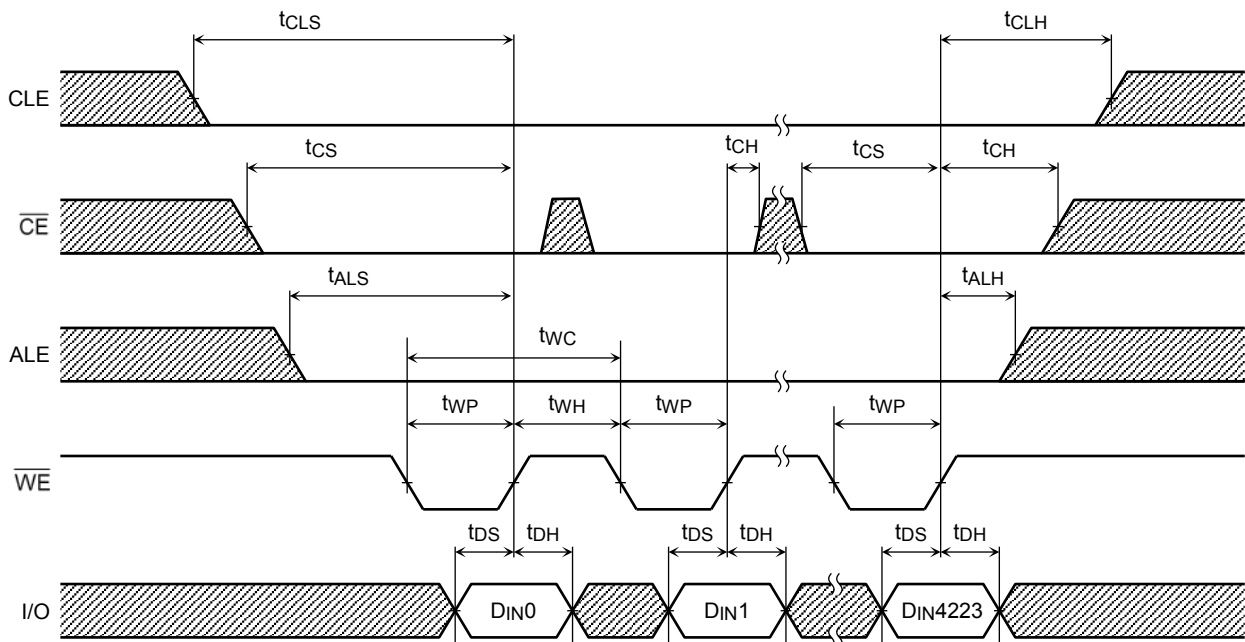 tCLS tCLH
CLE
tCS tCH tCS tCH
CE
tALS tALH
ALE
tWC
tWP tWH tWP tWP
WE
tDS tDH tDS tDH tDS tDH
I/O DIN0 DIN1 DIN4223